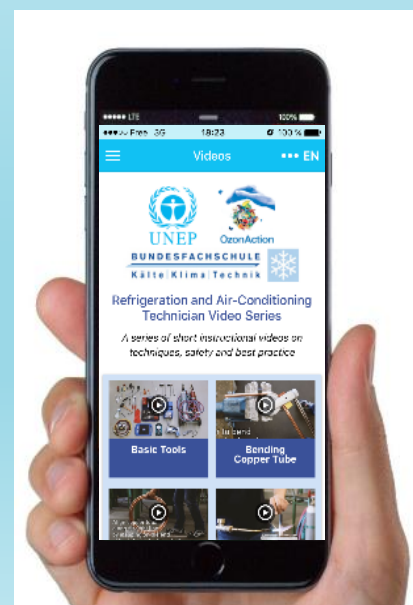 LTE 100%
Free 3G 18:23 100 %
Videos ••• EN
UNEP
OzonAction
BUNDESFACHSCHULE
Kälte Klima Technik
Refrigeration and Air-Conditioning
Technician Video Series
A series of short instructional videos on
techniques, safety and best practice
Basic Tools
To bend
Bending
Copper Tube